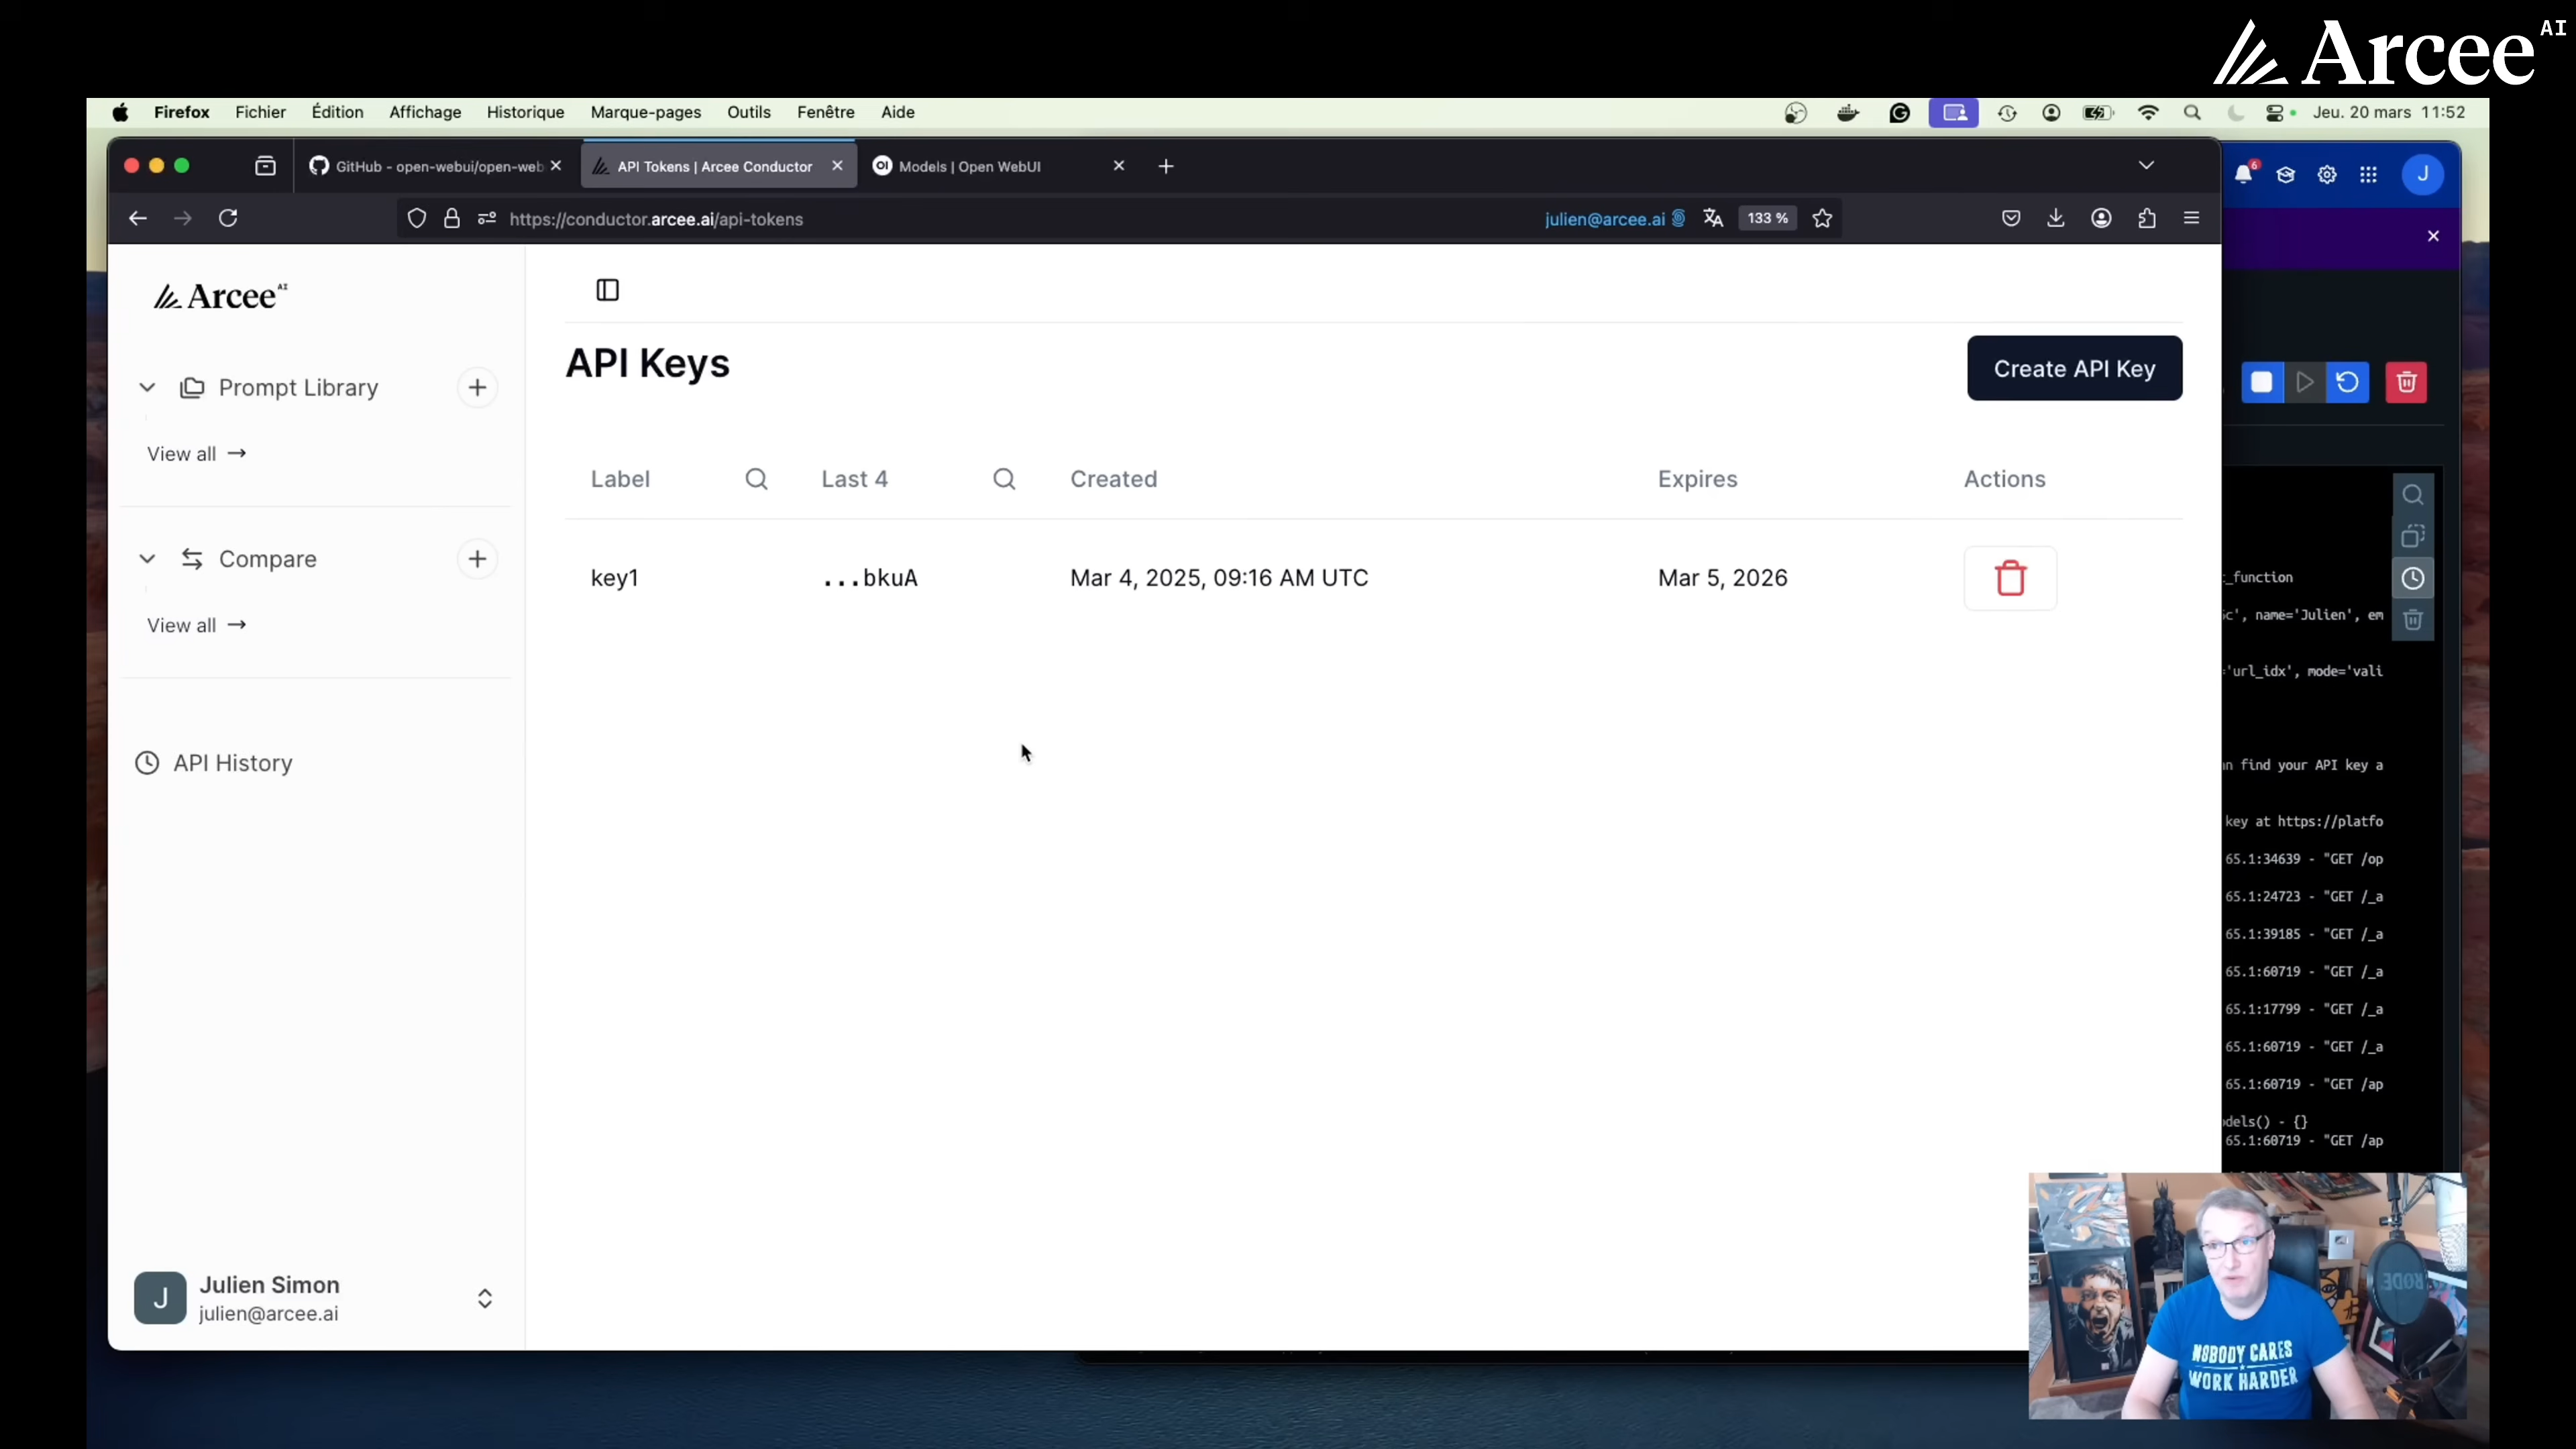 Arcee AI
Firefox Fichier Édition Affichage Historique Marque-pages Outils Fenêtre Aide Jeu. 20 mars 11:52
GitHub - open-webui/open-web API Tokens | Arcee Conductor OI Models | Open WebUI
6 J
https://conductor.arcee.ai/api-tokens julien@arcee.ai 133 %
Arcee AI
API Keys
Create API Key
Prompt Library
View all →
Label Last 4 Created Expires Actions
Compare
key1 ...bkuA Mar 4, 2025, 09:16 AM UTC Mar 5, 2026
View all →
API History
_function
c', name='Julien', em
'url_idx', mode='vali
n find your API key a
key at https://platfo
65.1:34639 - "GET /op
65.1:24723 - "GET /_a
65.1:39185 - "GET /_a
65.1:60719 - "GET /_a
65.1:17799 - "GET /_a
65.1:60719 - "GET /_a
65.1:60719 - "GET /ap
dels() - {}
65.1:60719 - "GET /ap
J Julien Simon
julien@arcee.ai
RODE
NOBODY CARES
WORK HARDER